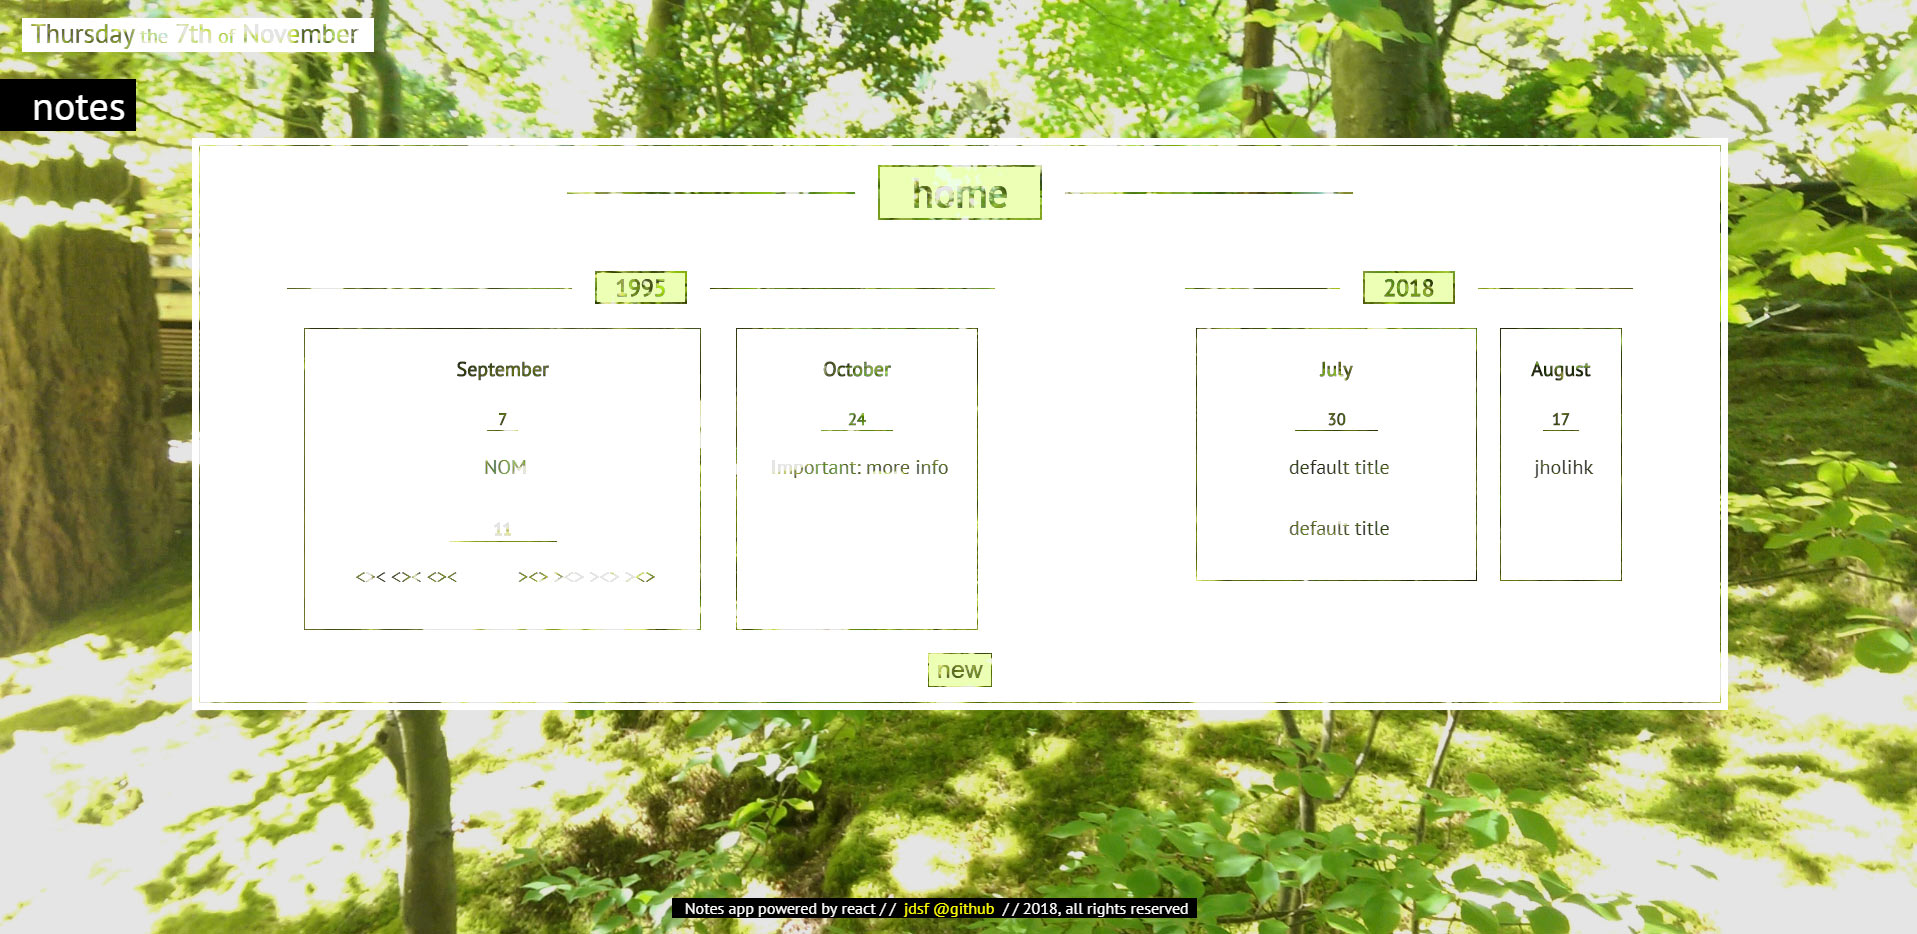 Thursday the 7th of November
notes
home
1995
2018
September
October
July
August
7
24
30
17
NOM
Important: more info
default title
jholihk
11
default title
<>< <>< <><
><> ><> ><> ><>
new
Notes app powered by react // jdsf @github // 2018, all rights reserved